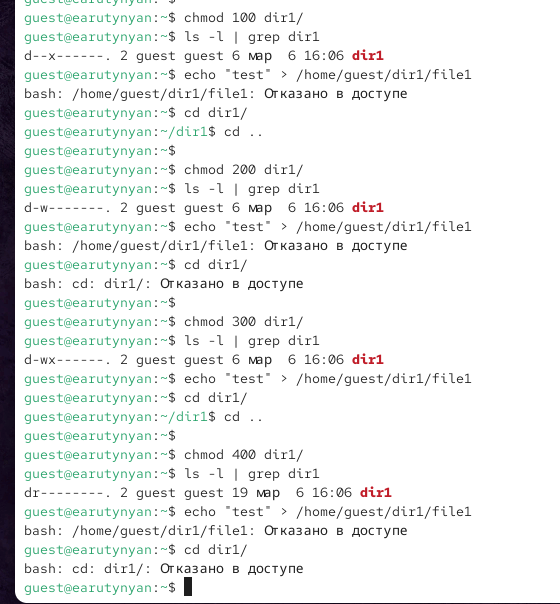 guest@earutynyan:~$ chmod 100 dir1/
guest@earutynyan:~$ ls -l | grep dir1
d--x------. 2 guest guest 6 мар  6 16:06 dir1
guest@earutynyan:~$ echo "test" > /home/guest/dir1/file1
bash: /home/guest/dir1/file1: Отказано в доступе
guest@earutynyan:~$ cd dir1/
guest@earutynyan:~/dir1$ cd ..
guest@earutynyan:~$
guest@earutynyan:~$ chmod 200 dir1/
guest@earutynyan:~$ ls -l | grep dir1
d-w-------. 2 guest guest 6 мар  6 16:06 dir1
guest@earutynyan:~$ echo "test" > /home/guest/dir1/file1
bash: /home/guest/dir1/file1: Отказано в доступе
guest@earutynyan:~$ cd dir1/
bash: cd: dir1/: Отказано в доступе
guest@earutynyan:~$
guest@earutynyan:~$ chmod 300 dir1/
guest@earutynyan:~$ ls -l | grep dir1
d-wx------. 2 guest guest 6 мар  6 16:06 dir1
guest@earutynyan:~$ echo "test" > /home/guest/dir1/file1
guest@earutynyan:~$ cd dir1/
guest@earutynyan:~/dir1$ cd ..
guest@earutynyan:~$
guest@earutynyan:~$ chmod 400 dir1/
guest@earutynyan:~$ ls -l | grep dir1
dr--------. 2 guest guest 19 мар  6 16:06 dir1
guest@earutynyan:~$ echo "test" > /home/guest/dir1/file1
bash: /home/guest/dir1/file1: Отказано в доступе
guest@earutynyan:~$ cd dir1/
bash: cd: dir1/: Отказано в доступе
guest@earutynyan:~$